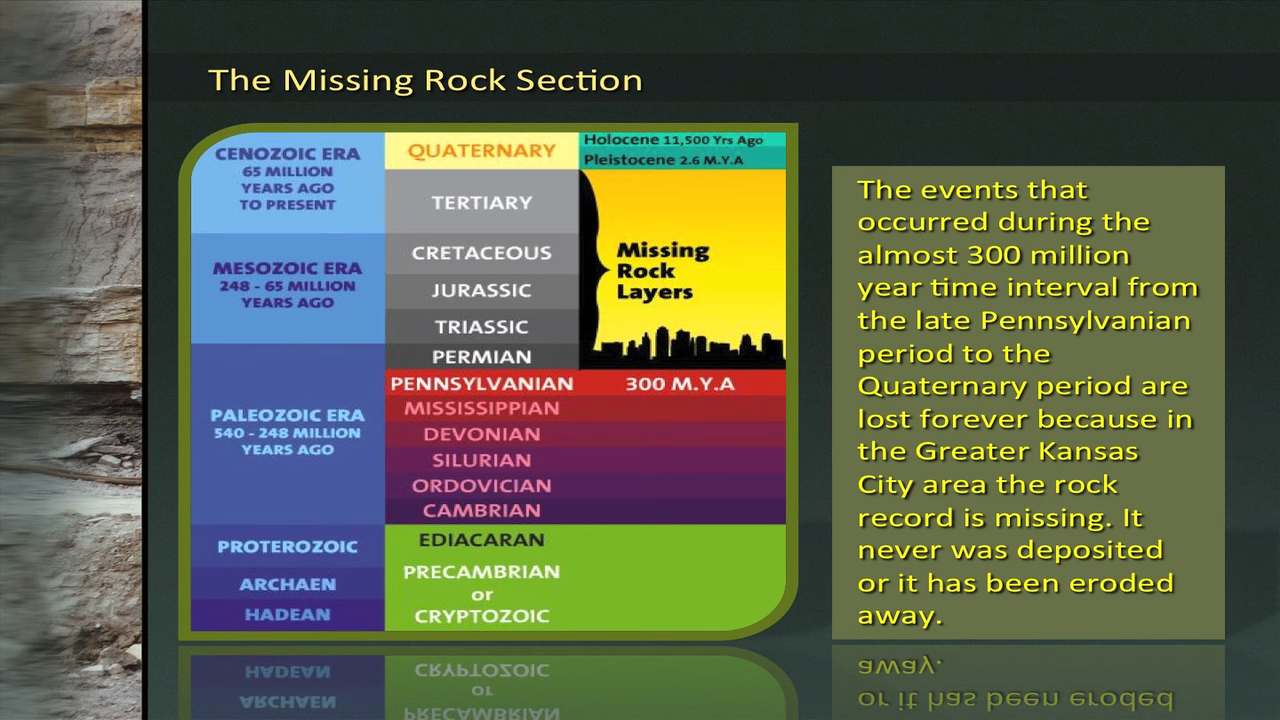 The Missing Rock Section
CENOZOIC ERA
65 MILLION
YEARS AGO
TO PRESENT
MESOZOIC ERA
248 - 65 MILLION
YEARS AGO
PALEOZOIC ERA
540 - 248 MILLION
YEARS AGO
PROTEROZOIC
ARCHAEN
HADEAN
QUATERNARY
TERTIARY
CRETACEOUS
JURASSIC
TRIASSIC
PERMIAN
PENNSYLVANIAN
MISSISSIPPIAN
DEVONIAN
SILURIAN
ORDOVICIAN
CAMBRIAN
EDIACARAN
PRECAMBRIAN
or
CRYPTOZOIC
Holocene 11,500 Yrs Ago
Pleistocene 2.6 M.Y.A
Missing
Rock
Layers
300 M.Y.A
The events that
occurred during the
almost 300 million
year time interval from
the late Pennsylvanian
period to the
Quaternary period are
lost forever because in
the Greater Kansas
City area the rock
record is missing. It
never was deposited
or it has been eroded
away.